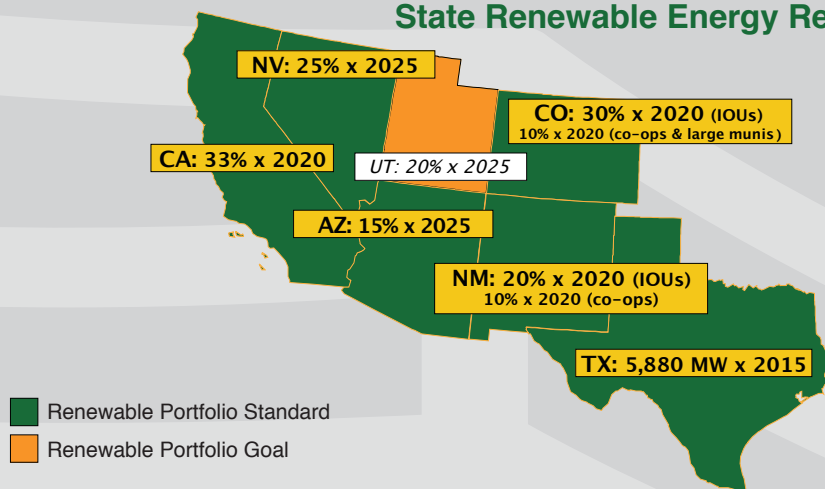 State Renewable Energy Re
NV: 25% x 2025
CO: 30% x 2020 (IOUs)
10% x 2020 (co-ops & large munis)
CA: 33% x 2020
UT: 20% x 2025
AZ: 15% x 2025
NM: 20% x 2020 (IOUs)
10% x 2020 (co-ops)
TX: 5,880 MW x 2015
Renewable Portfolio Standard
Renewable Portfolio Goal